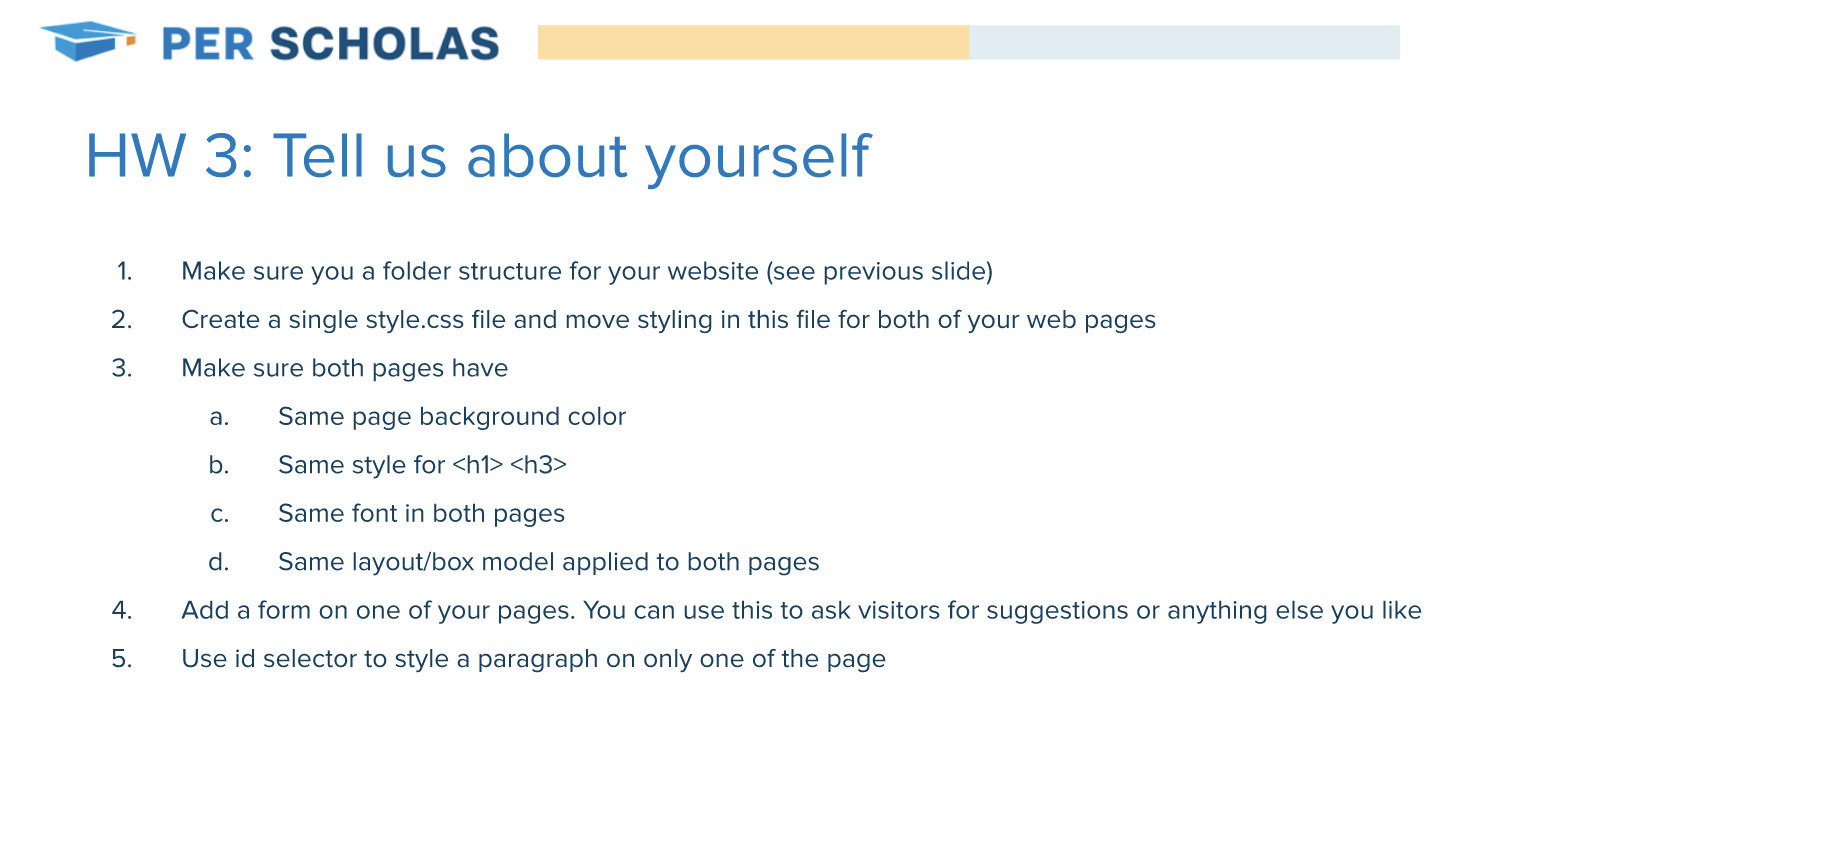 PER SCHOLAS
HW 3: Tell us about yourself
1. Make sure you a folder structure for your website (see previous slide)
2. Create a single style.css file and move styling in this file for both of your web pages
3. Make sure both pages have
a. Same page background color
b. Same style for <h1> <h3>
c. Same font in both pages
d. Same layout/box model applied to both pages
4. Add a form on one of your pages. You can use this to ask visitors for suggestions or anything else you like
5. Use id selector to style a paragraph on only one of the page